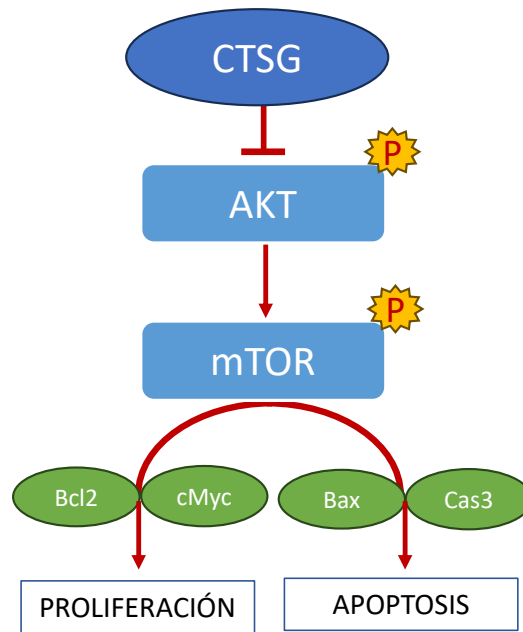 CTSG
P
AKT
P
mTOR
Bcl2
cMyc
Bax
Cas3
PROLIFERACIÓN
APOPTOSIS